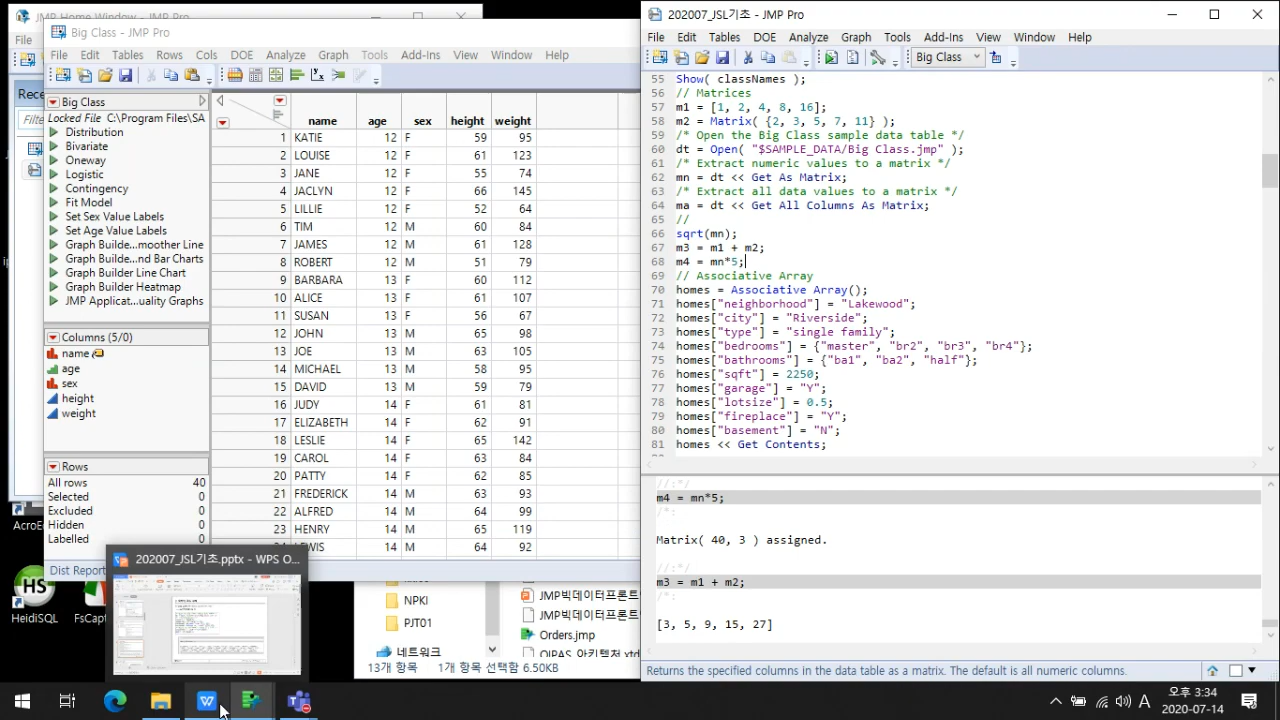 JMP Home Window - JMP Pro
File
Rece
Filte
Big Class - JMP Pro
File Edit Tables Rows Cols DOE Analyze Graph Tools Add-Ins View Window Help
Big Class
Locked File C:\Program Files\SA
Distribution
Bivariate
Oneway
Logistic
Contingency
Fit Model
Set Sex Value Labels
Set Age Value Labels
Graph Builde...moother Line
Graph Builde...nd Bar Charts
Graph Builder Line Chart
Graph Builder Heatmap
JMP Applicat...uality Graphs
Columns (5/0)
name
age
sex
height
weight
Rows
All rows 40
Selected 0
Excluded 0
Hidden 0
Labelled 0
Dist Report
name age sex height weight
1 KATIE 12 F 59 95
2 LOUISE 12 F 61 123
3 JANE 12 F 55 74
4 JACLYN 12 F 66 145
5 LILLIE 12 F 52 64
6 TIM 12 M 60 84
7 JAMES 12 M 61 128
8 ROBERT 12 M 51 79
9 BARBARA 13 F 60 112
10 ALICE 13 F 61 107
11 SUSAN 13 F 56 67
12 JOHN 13 M 65 98
13 JOE 13 M 63 105
14 MICHAEL 13 M 58 95
15 DAVID 13 M 59 79
16 JUDY 14 F 61 81
17 ELIZABETH 14 F 62 91
18 LESLIE 14 F 65 142
19 CAROL 14 F 63 84
20 PATTY 14 F 62 85
21 FREDERICK 14 M 63 93
22 ALFRED 14 M 64 99
23 HENRY 14 M 65 119
24 LEWIS 14 M 64 92
202007_JSL기초 - JMP Pro
File Edit Tables DOE Analyze Graph Tools Add-Ins View Window Help
Big Class
55 Show( classNames );
56 // Matrices
57 m1 = [1, 2, 4, 8, 16];
58 m2 = Matrix( {2, 3, 5, 7, 11} );
59 /* Open the Big Class sample data table */
60 dt = Open( "$SAMPLE_DATA/Big Class.jmp" );
61 /* Extract numeric values to a matrix */
62 mn = dt << Get As Matrix;
63 /* Extract all data values to a matrix */
64 ma = dt << Get All Columns As Matrix;
65 //
66 sqrt(mn);
67 m3 = m1 + m2;
68 m4 = mn*5;
69 // Associative Array
70 homes = Associative Array();
71 homes["neighborhood"] = "Lakewood";
72 homes["city"] = "Riverside";
73 homes["type"] = "single family";
74 homes["bedrooms"] = {"master", "br2", "br3", "br4"};
75 homes["bathrooms"] = {"ba1", "ba2", "half"};
76 homes["sqft"] = 2250;
77 homes["garage"] = "Y";
78 homes["lotsize"] = 0.5;
79 homes["fireplace"] = "Y";
80 homes["basement"] = "N";
81 homes << Get Contents;
//:*/
m4 = mn*5;
/*:
Matrix( 40, 3 ) assigned.
//:*/
m3 = m1 + m2;
/*:
[3, 5, 9, 15, 27]
Returns the specified columns in the data table as a matrix. The default is all numeric columns.
AcroE
HS
HeidiSQL
FsCapt
202007_JSL기초.pptx - WPS O...
NPKI
PJT01
네트워크
JMP빅데이터프론트
JMP빅데이터프론트
Orders.jmp
13개 항목 1개 항목 선택함 6.50KB
A
오후 3:34
2020-07-14